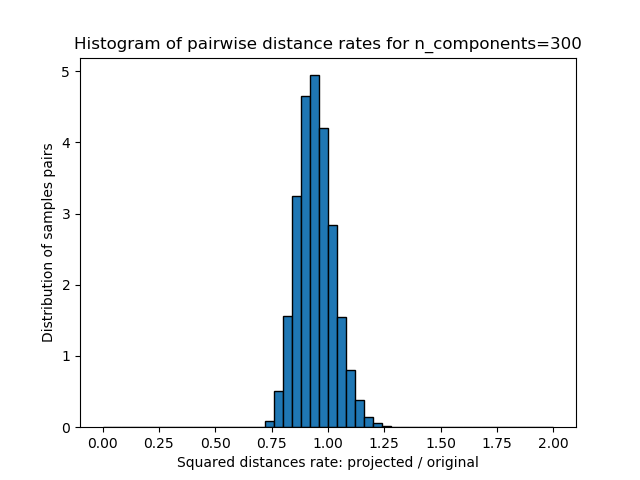 Histogram of pairwise distance rates for n_components=300
Distribution of samples pairs
5
4
3
2
1
0
0.00 0.25 0.50 0.75 1.00 1.25 1.50 1.75 2.00
Squared distances rate: projected / original